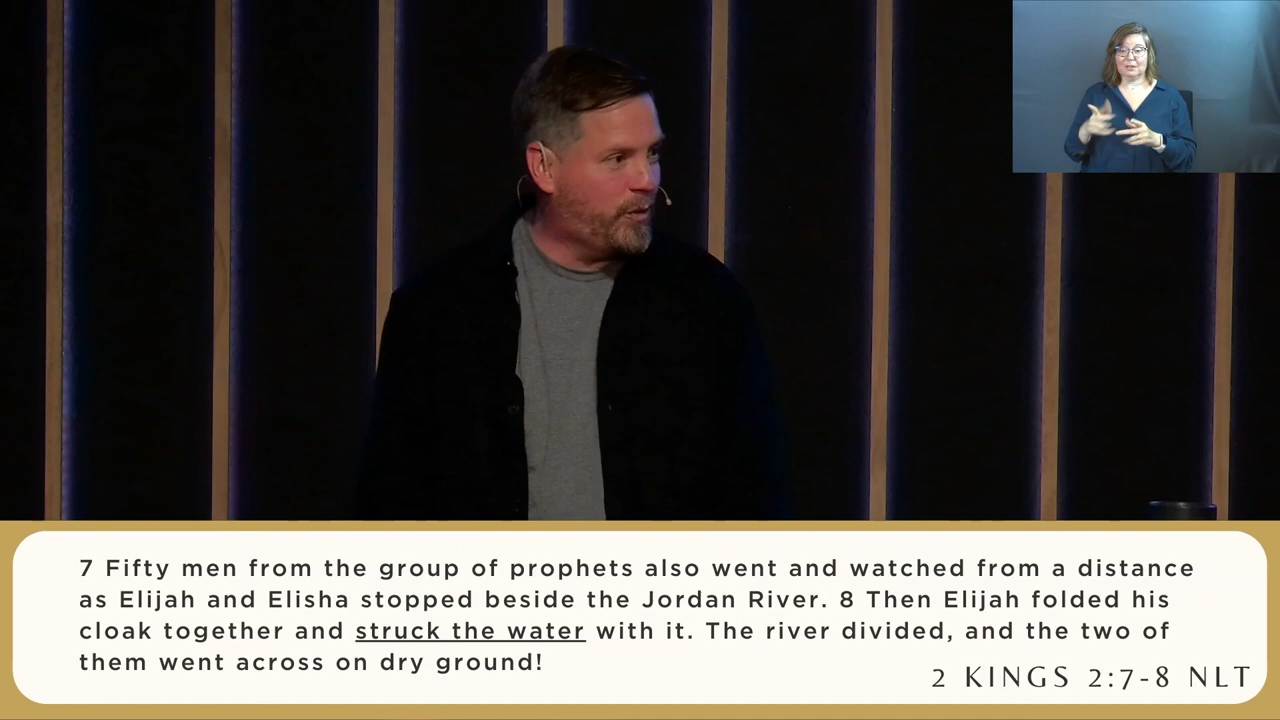 7 Fifty men from the group of prophets also went and watched from a distance
as Elijah and Elisha stopped beside the Jordan River. 8 Then Elijah folded his
cloak together and struck the water with it. The river divided, and the two of
them went across on dry ground!
2 KINGS 2:7-8 NLT